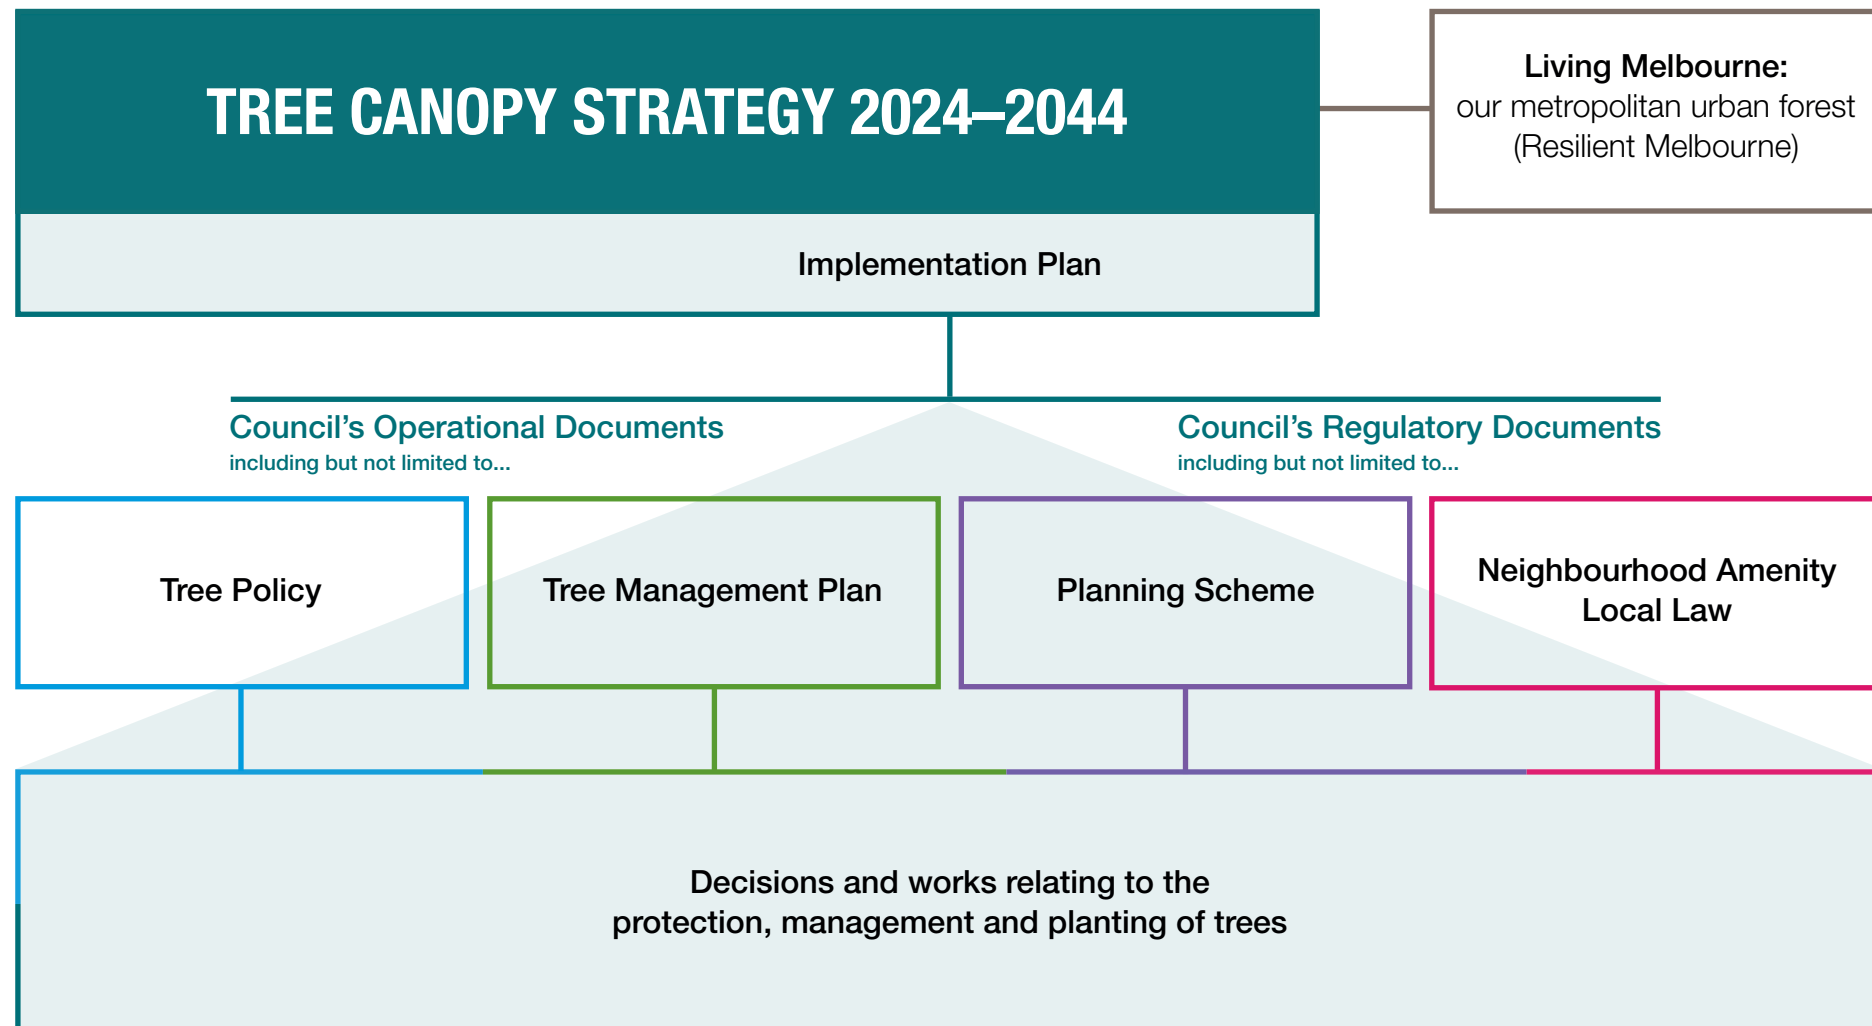 TREE CANOPY STRATEGY 2024–2044
Living Melbourne:
our metropolitan urban forest
(Resilient Melbourne)
Implementation Plan
Council’s Operational Documents
including but not limited to...
Council’s Regulatory Documents
including but not limited to...
Tree Policy
Tree Management Plan
Planning Scheme
Neighbourhood Amenity
Local Law
Decisions and works relating to the
protection, management and planting of trees